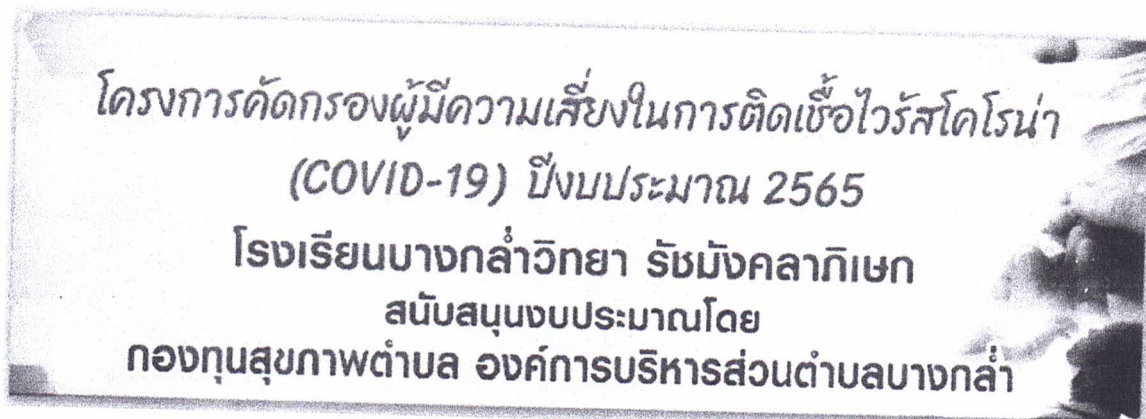 โครงการคัดกรองผู้มีความเสี่ยงในการติดเชื้อไวรัสโคโรน่า
(COVID-19) ปีงบประมาณ 2565
โรงเรียนบางกล่ำวิทยา รัชมังคลาภิเษก
สนับสนุนงบประมาณโดย
กองทุนสุขภาพตำบล องค์การบริหารส่วนตำบลบางกล่ำ